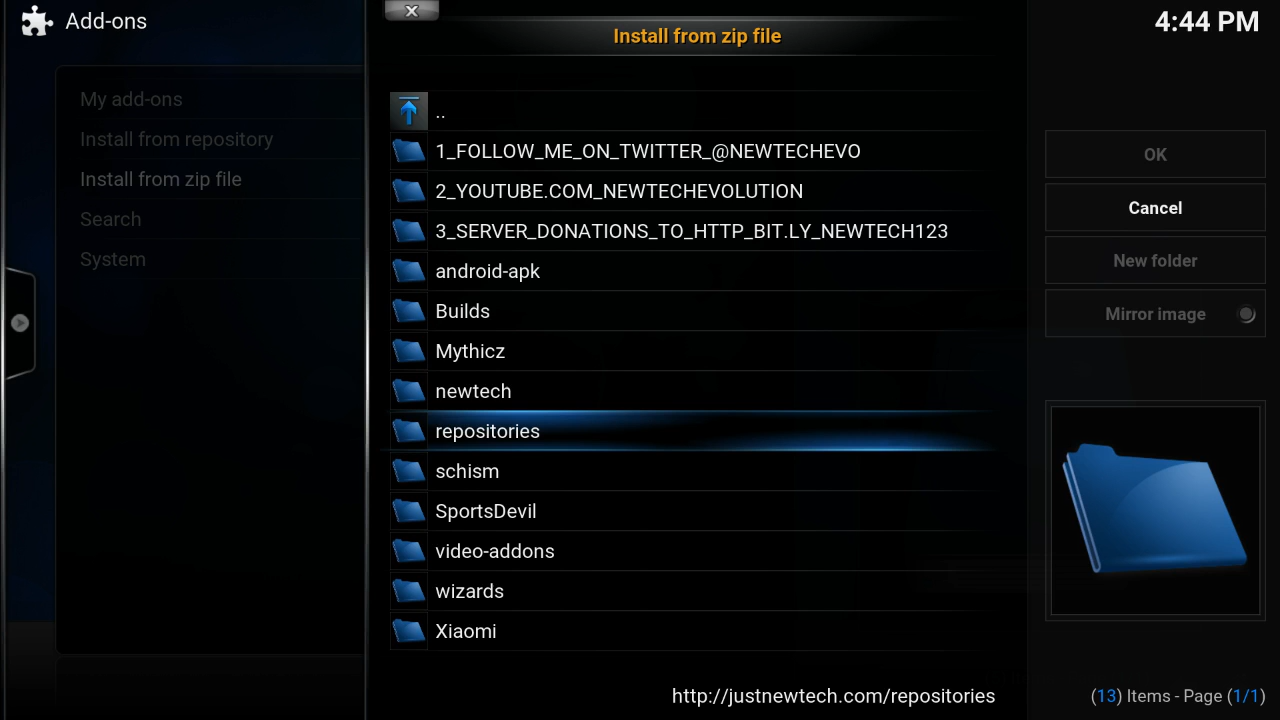 Add-ons
My add-ons
Install from repository
Install from zip file
Search
System
Install from zip file
..
1_FOLLOW_ME_ON_TWITTER_@NEWTECHEVO
2_YOUTUBE.COM_NEWTECHEVOLUTION
3_SERVER_DONATIONS_TO_HTTP_BIT.LY_NEWTECH123
android-apk
Builds
Mythicz
newtech
repositories
schism
SportsDevil
video-addons
wizards
Xiaomi
http://justnewtech.com/repositories
4:44 PM
OK
Cancel
New folder
Mirror image
(13) Items - Page (1/1)